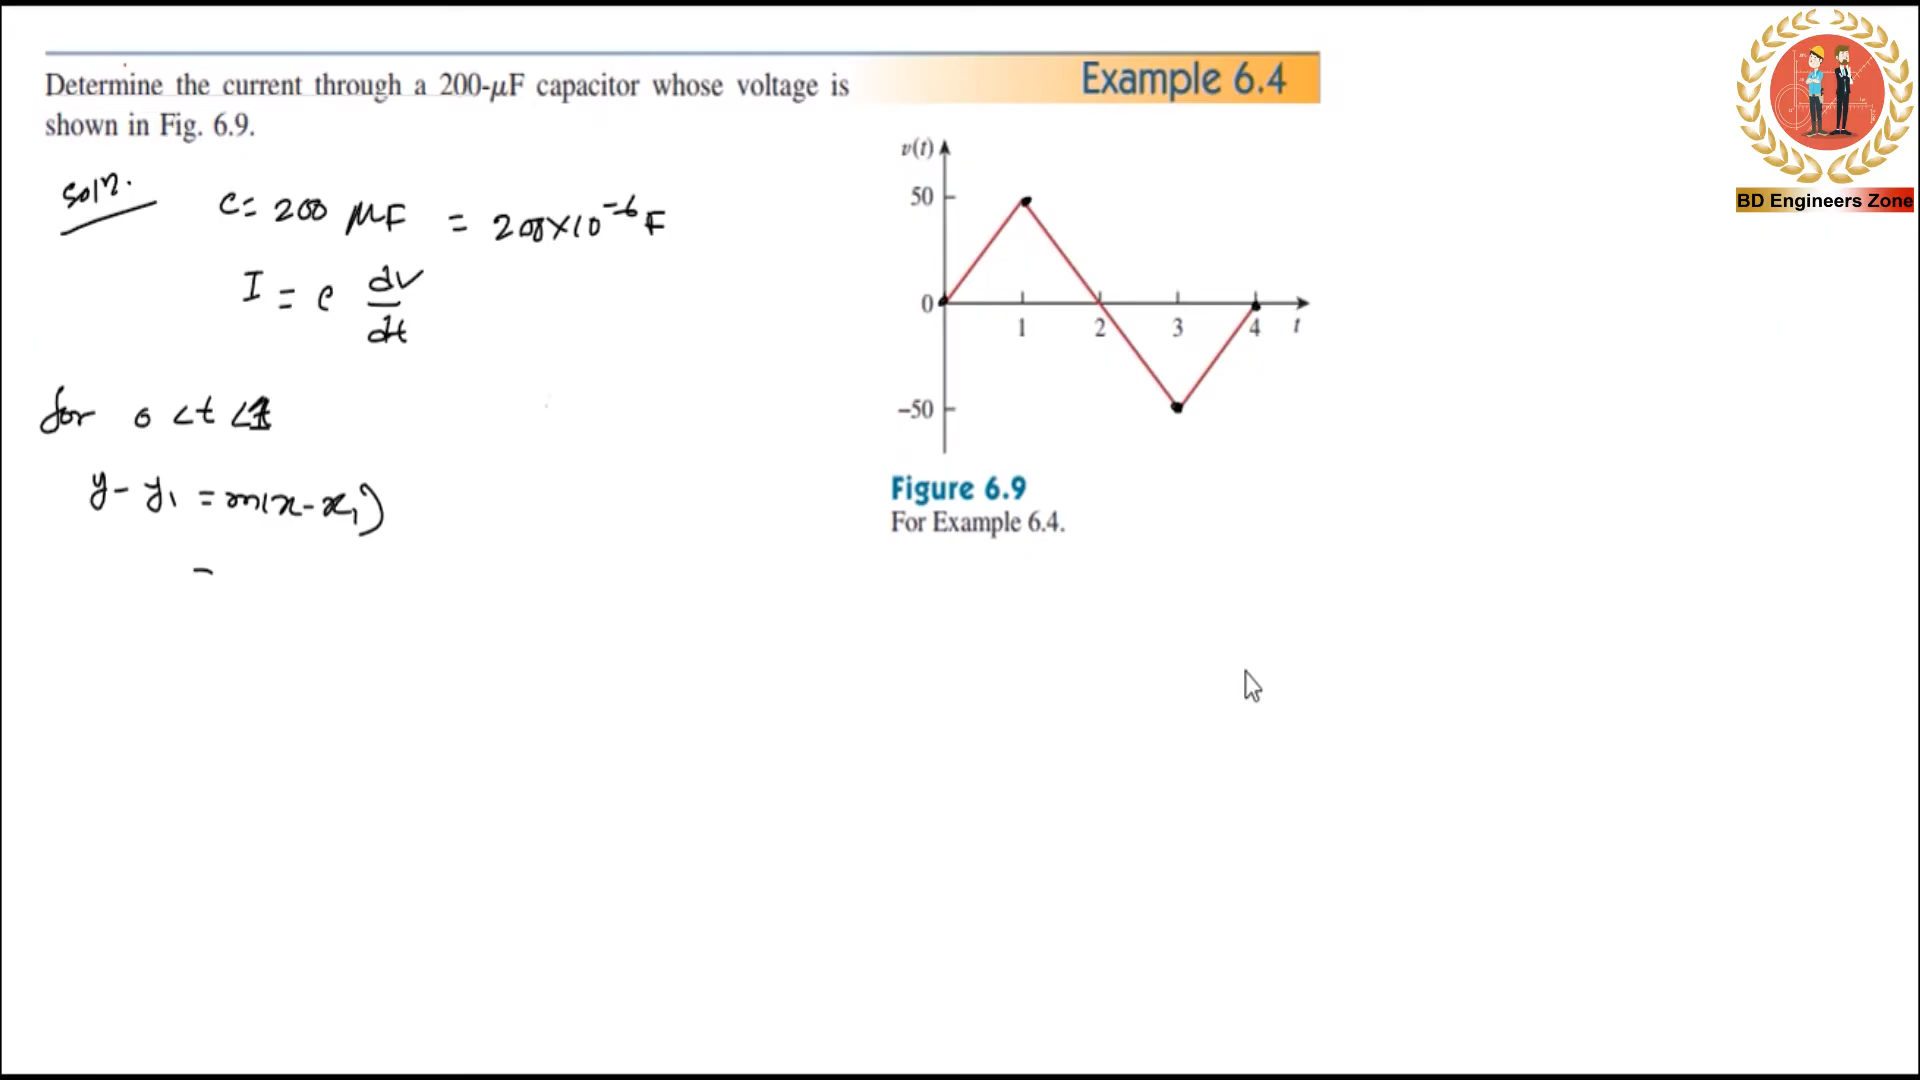 Example 6.4
Determine the current through a 200-μF capacitor whose voltage is
shown in Fig. 6.9.
Soln.
C = 200 μF = 200×10⁻⁶ F
I = C dv/dt
for 0 <t <1
y - y₁ = m(x - x₁)
v(t)
50
0
-50
1 2 3 4 t
Figure 6.9
For Example 6.4.
BD Engineers Zone